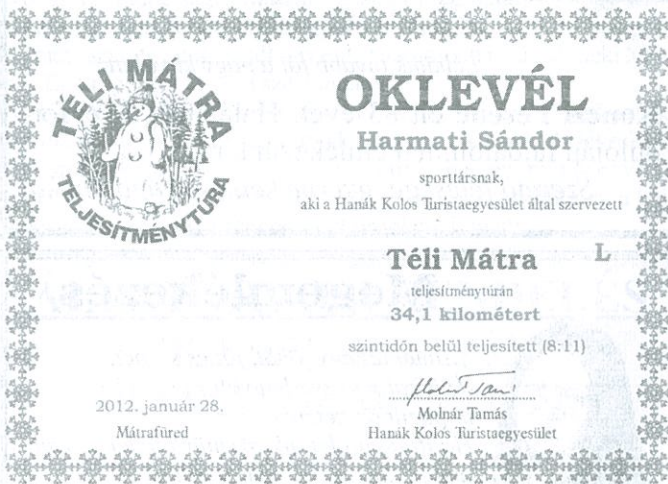 TÉLI MÁTRA
TELJESÍTMÉNYTÚRA
OKLEVÉL
Harmati Sándor
sporttársnak,
aki a Hanák Kolos Turistaegyesület által szervezett
Téli Mátra L
teljesítménytúrán
34,1 kilométert
szintidőn belül teljesített (8:11)
2012. január 28.
Mátrafüred
Molnár Tamás
Hanák Kolos Turistaegyesület